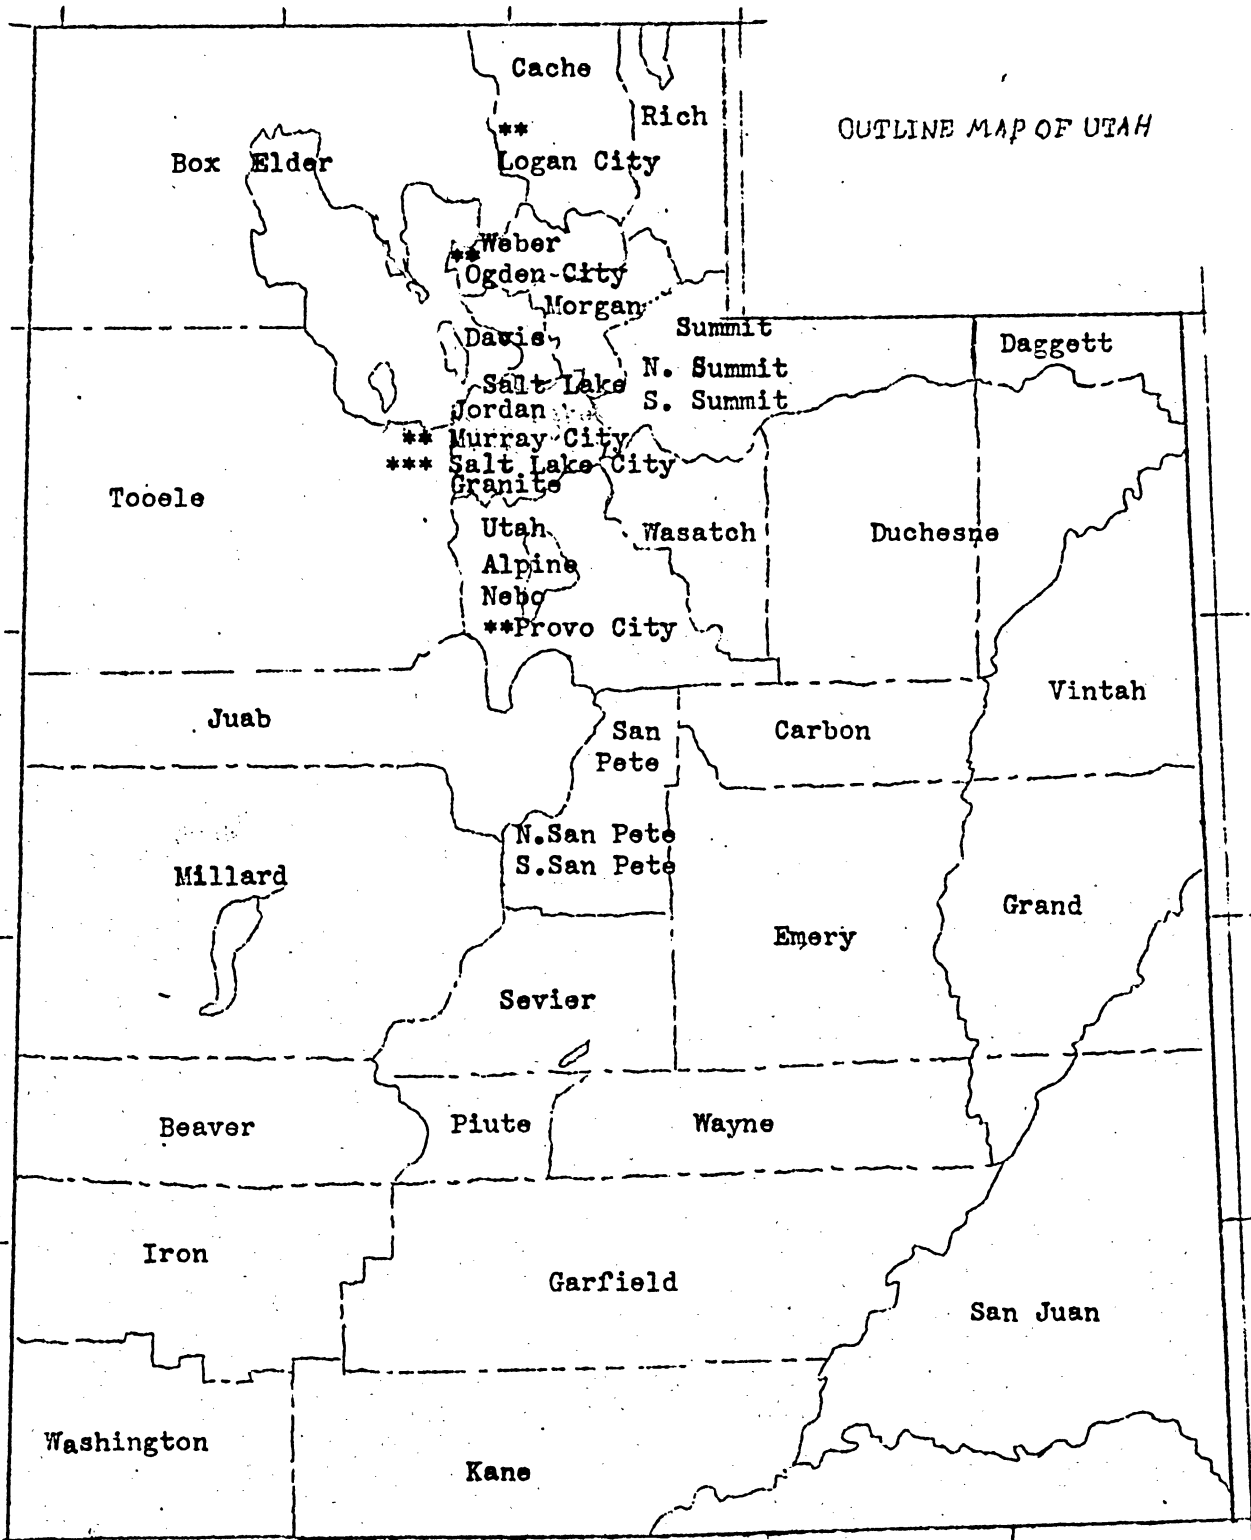 Cache
Rich
OUTLINE MAP OF UTAH
**
Logan City
Box Elder
Weber
**
Ogden City
Morgan
Davis
Summit
N. Summit
S. Summit
Daggett
Salt Lake
Jordan
** Murray City
*** Salt Lake City
Granite
Tooele
Utah
Alpine
Nebo
**Provo City
Wasatch
Duchesne
Vintah
Juab
San
Pete
Carbon
N.San Pete
S.San Pete
Millard
Grand
Emery
Sevier
Beaver
Piute
Wayne
Iron
Garfield
San Juan
Washington
Kane